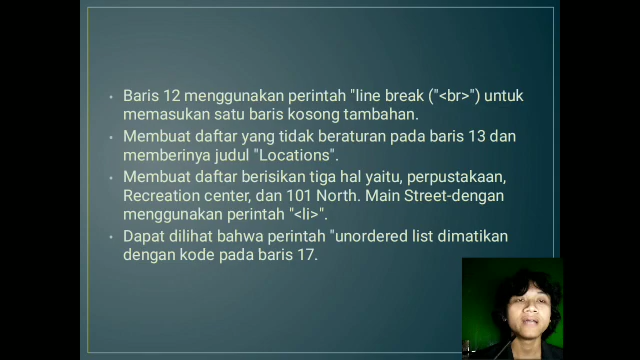 • Baris 12 menggunakan perintah "line break ("<br>") untuk
memasukan satu baris kosong tambahan.
• Membuat daftar yang tidak beraturan pada baris 13 dan
memberinya judul "Locations".
• Membuat daftar berisikan tiga hal yaitu, perpustakaan,
Recreation center, dan 101 North. Main Street-dengan
menggunakan perintah "<li>".
• Dapat dilihat bahwa perintah "unordered list dimatikan
dengan kode pada baris 17.